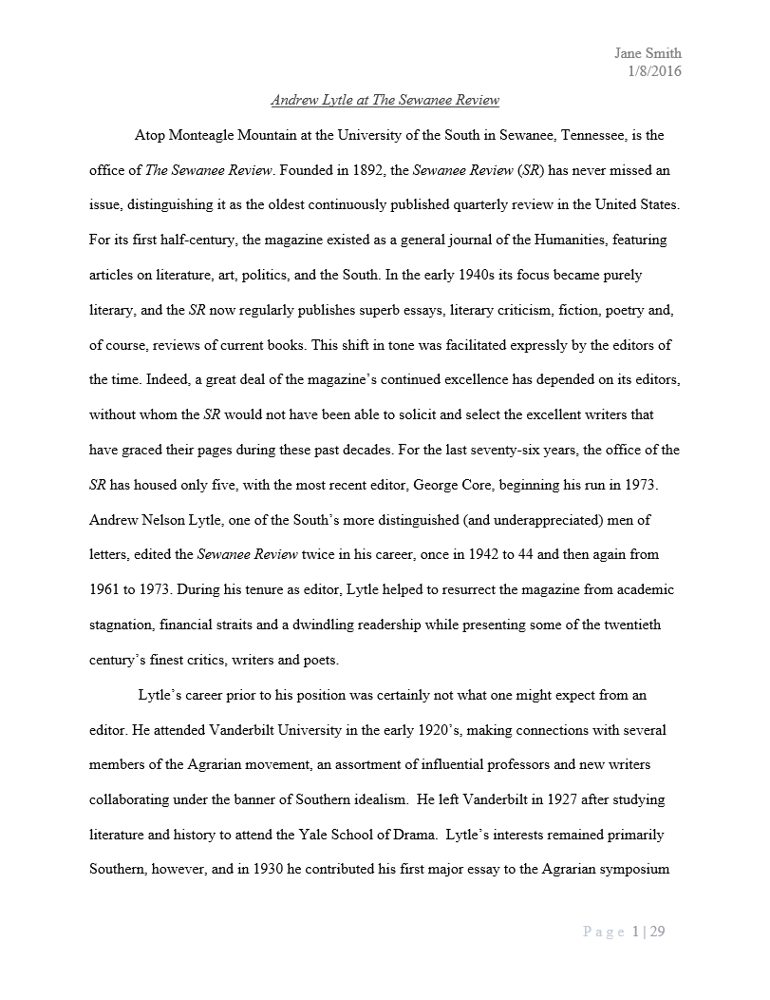 Jane Smith
1/8/2016
Andrew Lytle at The Sewanee Review
Atop Monteagle Mountain at the University of the South in Sewanee, Tennessee, is the
office of The Sewanee Review. Founded in 1892, the Sewanee Review (SR) has never missed an
issue, distinguishing it as the oldest continuously published quarterly review in the United States.
For its first half-century, the magazine existed as a general journal of the Humanities, featuring
articles on literature, art, politics, and the South. In the early 1940s its focus became purely
literary, and the SR now regularly publishes superb essays, literary criticism, fiction, poetry and,
of course, reviews of current books. This shift in tone was facilitated expressly by the editors of
the time. Indeed, a great deal of the magazine’s continued excellence has depended on its editors,
without whom the SR would not have been able to solicit and select the excellent writers that
have graced their pages during these past decades. For the last seventy-six years, the office of the
SR has housed only five, with the most recent editor, George Core, beginning his run in 1973.
Andrew Nelson Lytle, one of the South’s more distinguished (and underappreciated) men of
letters, edited the Sewanee Review twice in his career, once in 1942 to 44 and then again from
1961 to 1973. During his tenure as editor, Lytle helped to resurrect the magazine from academic
stagnation, financial straits and a dwindling readership while presenting some of the twentieth
century’s finest critics, writers and poets.
Lytle’s career prior to his position was certainly not what one might expect from an
editor. He attended Vanderbilt University in the early 1920’s, making connections with several
members of the Agrarian movement, an assortment of influential professors and new writers
collaborating under the banner of Southern idealism.  He left Vanderbilt in 1927 after studying
literature and history to attend the Yale School of Drama.  Lytle’s interests remained primarily
Southern, however, and in 1930 he contributed his first major essay to the Agrarian symposium
Page 1 | 29